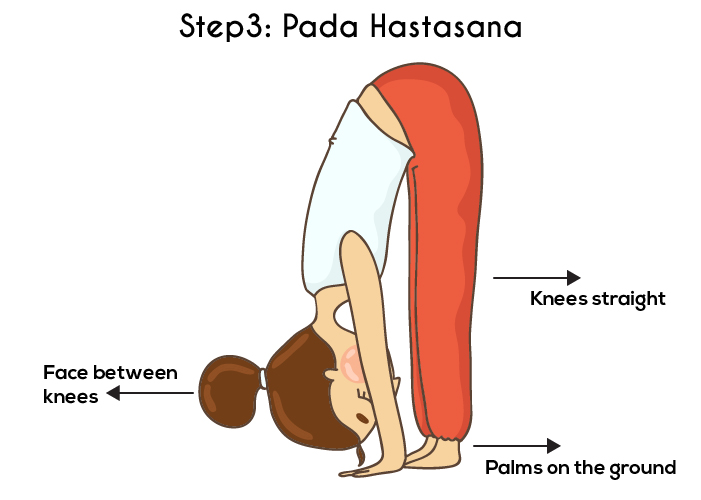 Step3: Pada Hastasana
Knees straight
Face between
knees
Palms on the ground